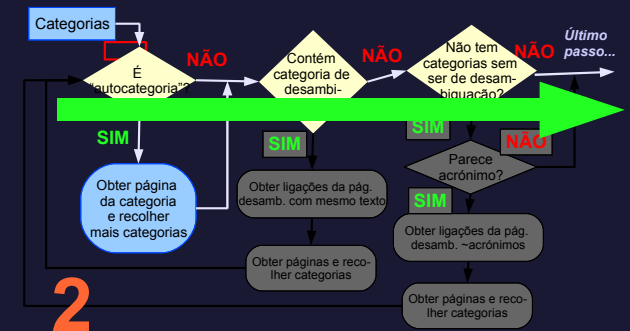 Categorias
É
“autocategoria”?
NÃO
Contém
categoria de
desambi-
NÃO
Não tem
categorias sem
ser de desam-
biguação?
NÃO
Último
passo...
SIM
SIM
SIM
NÃO
Obter página
da categoria
e recolher
mais categorias
Obter ligações da pág.
desamb. com mesmo texto
Obter páginas e reco-
lher categorias
Parece
acrónimo?
SIM
Obter ligações da pág.
desamb. ~acrónimos
Obter páginas e reco-
lher categorias
2